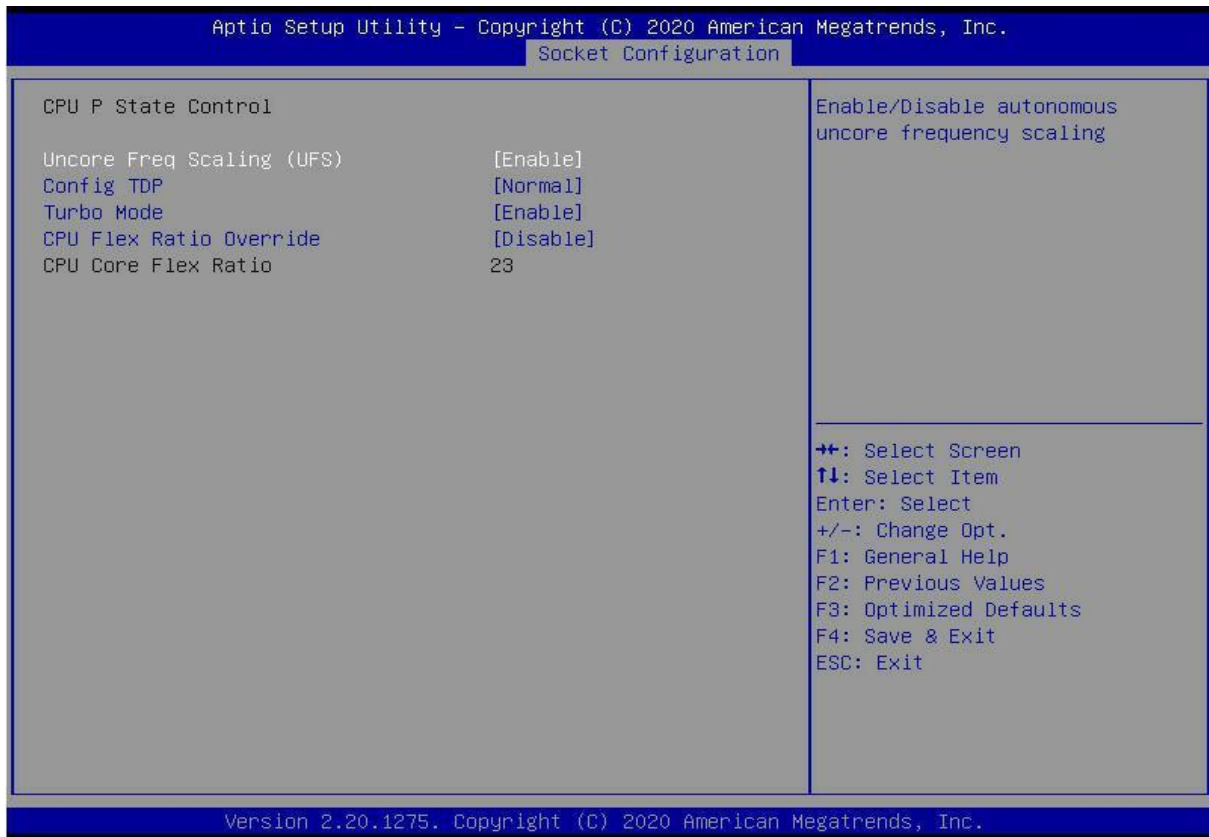 Aptio Setup Utility – Copyright (C) 2020 American Megatrends, Inc.
Socket Configuration
CPU P State Control
Uncore Freq Scaling (UFS) [Enable]
Config TDP [Normal]
Turbo Mode [Enable]
CPU Flex Ratio Override [Disable]
CPU Core Flex Ratio 23
Enable/Disable autonomous
uncore frequency scaling
→←: Select Screen
↑↓: Select Item
Enter: Select
+/-: Change Opt.
F1: General Help
F2: Previous Values
F3: Optimized Defaults
F4: Save & Exit
ESC: Exit
Version 2.20.1275. Copyright (C) 2020 American Megatrends, Inc.